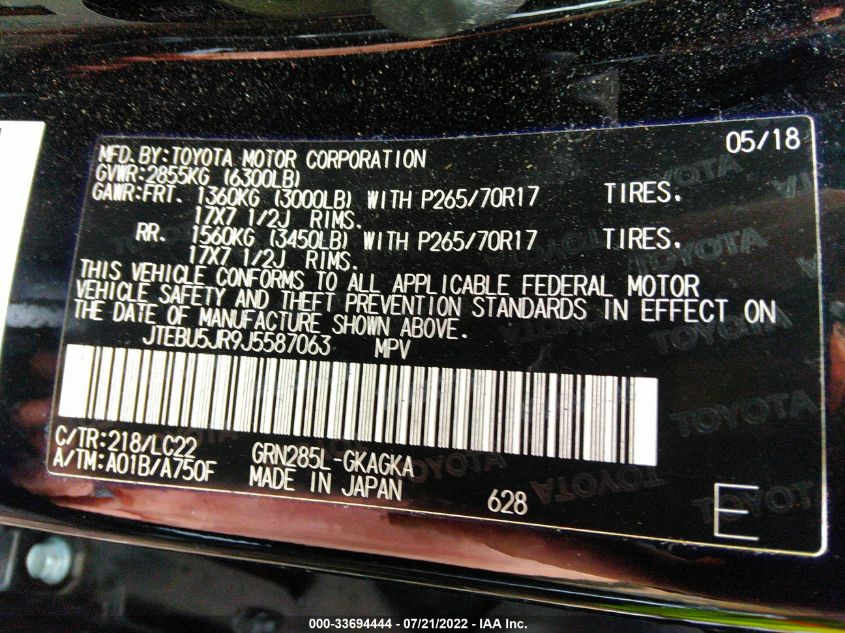 05/18
MFD.BY:TOYOTA MOTOR CORPORATION
GVWR:2855KG (6300LB)
GAWR:FRT. 1360KG (3000LB) WITH P265/70R17 TIRES.
17X7 1/2J RIMS.
RR. 1560KG (3450LB) WITH P265/70R17 TIRES.
17X7 1/2J RIMS.
THIS VEHICLE CONFORMS TO ALL APPLICABLE FEDERAL MOTOR
VEHICLE SAFETY AND THEFT PREVENTION STANDARDS IN EFFECT ON
THE DATE OF MANUFACTURE SHOWN ABOVE.
JTEBU5JR9J5587063 MPV
C/TR:218/LC22 GRN285L-GKAGKA
A/TM:A01B/A750F MADE IN JAPAN 628 E
TOYOTA
TOYOTA
TOYOTA
TOYOTA
000-33694444 - 07/21/2022 - IAA Inc.